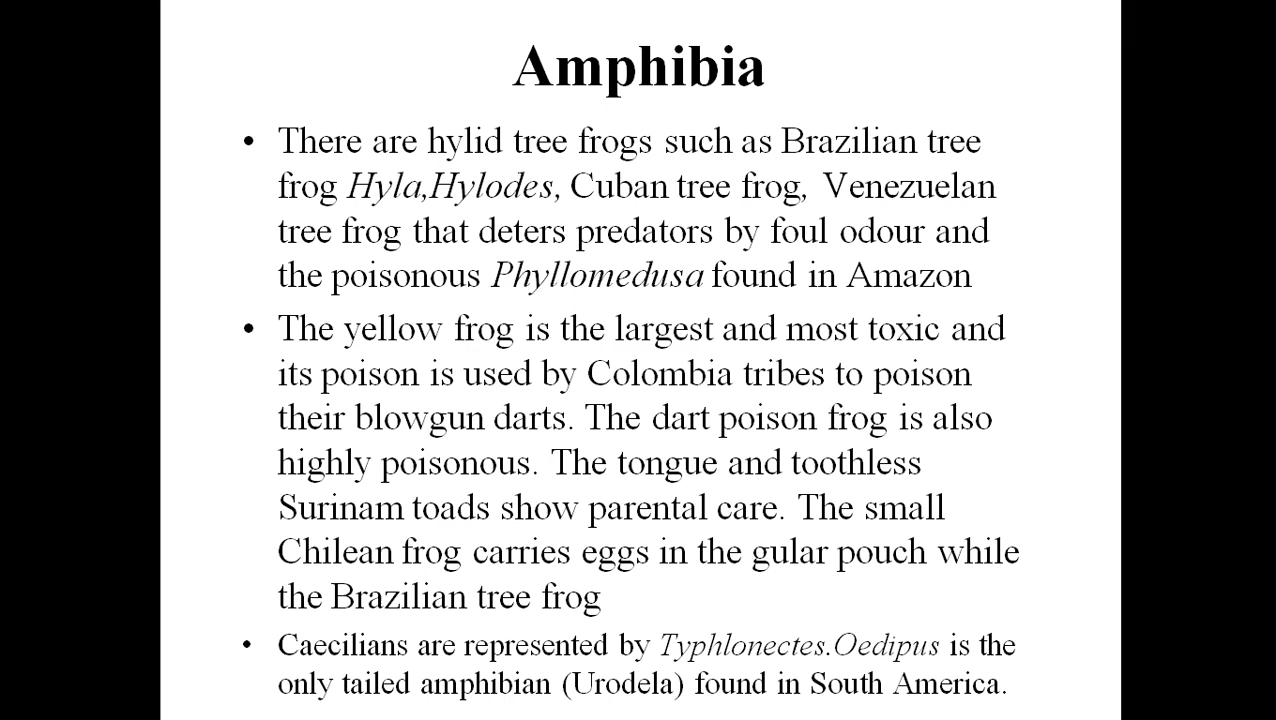 Amphibia
• There are hylid tree frogs such as Brazilian tree
frog Hyla,Hylodes, Cuban tree frog, Venezuelan
tree frog that deters predators by foul odour and
the poisonous Phyllomedusa found in Amazon
• The yellow frog is the largest and most toxic and
its poison is used by Colombia tribes to poison
their blowgun darts. The dart poison frog is also
highly poisonous. The tongue and toothless
Surinam toads show parental care. The small
Chilean frog carries eggs in the gular pouch while
the Brazilian tree frog
• Caecilians are represented by Typhlonectes.Oedipus is the
only tailed amphibian (Urodela) found in South America.